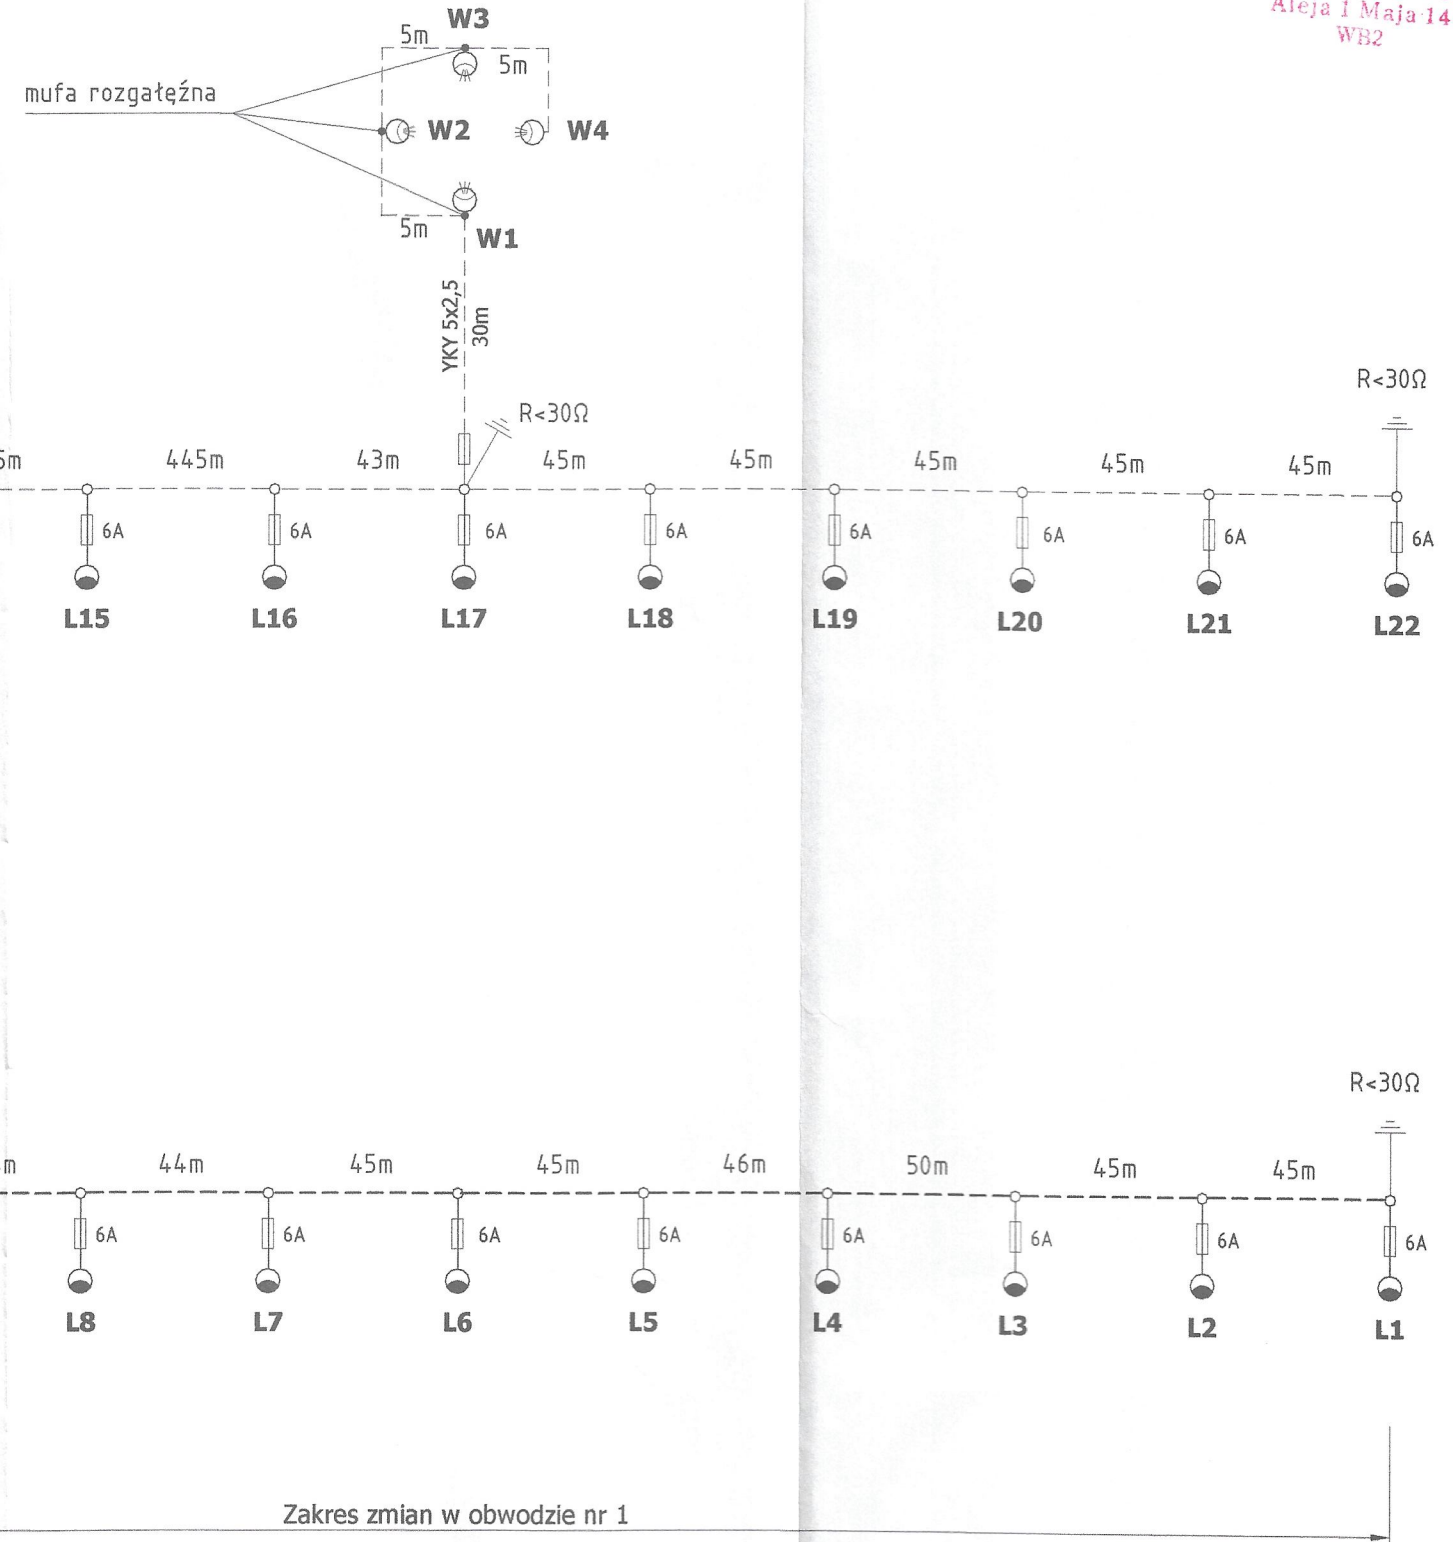 Aleja 1 Maja 14
WB2
W3
5m
5m
mufa rozgałęźna
W2
W4
5m
W1
YKY 5x2,5
30m
R<30Ω
R<30Ω
5m
445m
43m
45m
45m
45m
45m
45m
6A
6A
6A
6A
6A
6A
6A
6A
L15
L16
L17
L18
L19
L20
L21
L22
R<30Ω
m
44m
45m
45m
46m
50m
45m
45m
6A
6A
6A
6A
6A
6A
6A
6A
L8
L7
L6
L5
L4
L3
L2
L1
Zakres zmian w obwodzie nr 1